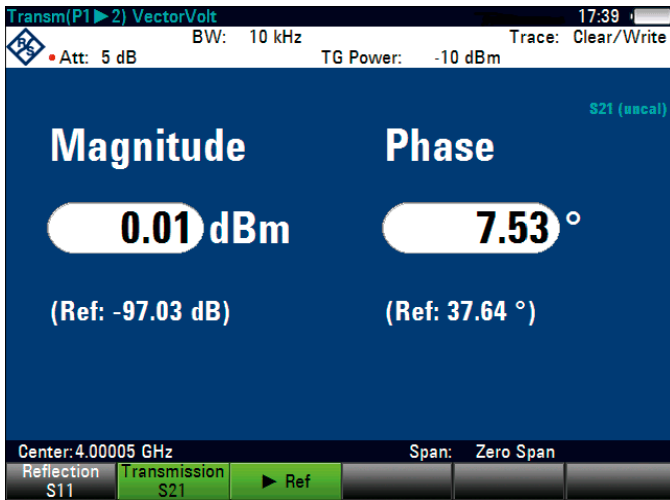 Transm(P1►2) VectorVolt 17:39
BW: 10 kHz Trace: Clear/Write
Att: 5 dB TG Power: -10 dBm
S21 (uncal)
Magnitude Phase
0.01 dBm 7.53 °
(Ref: -97.03 dB) (Ref: 37.64 °)
Center: 4.00005 GHz Span: Zero Span
Reflection Transmission
S11 S21 ► Ref